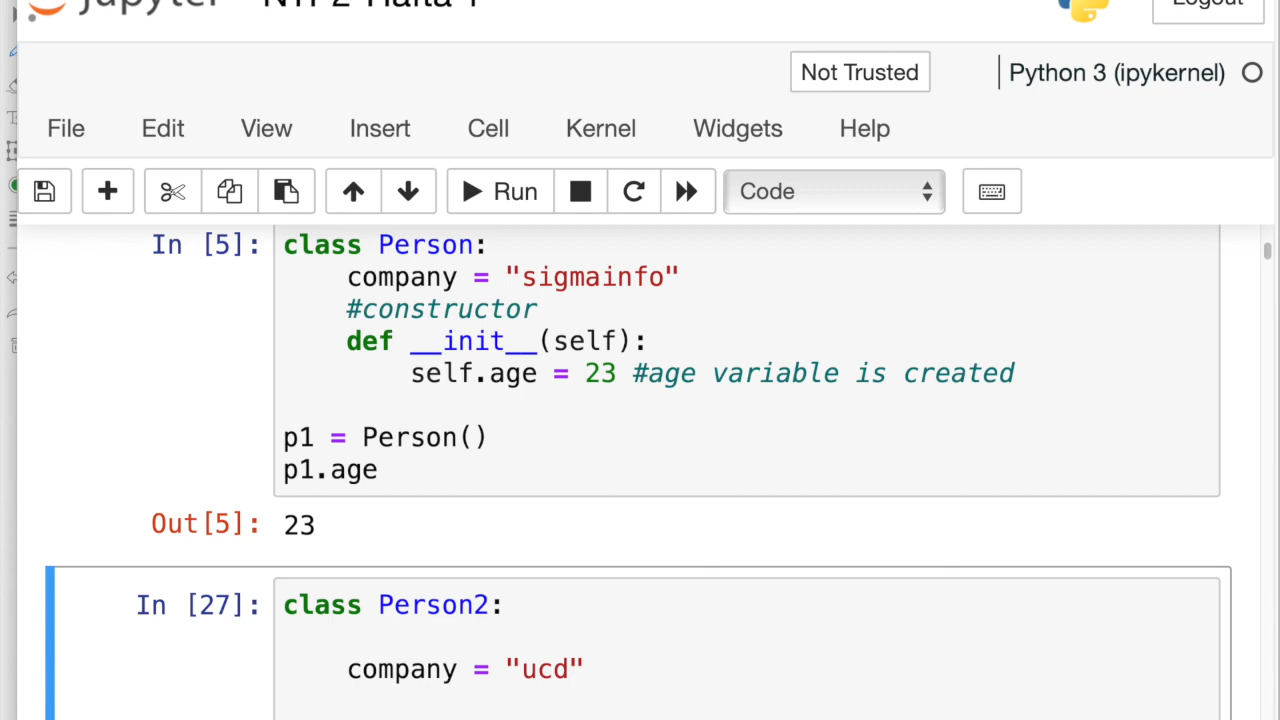 Logout
Not Trusted
Python 3 (ipykernel)
File Edit View Insert Cell Kernel Widgets Help
Run
Code
In [5]: class Person:
company = "sigmainfo"
#constructor
def __init__(self):
self.age = 23 #age variable is created
p1 = Person()
p1.age
Out[5]: 23
In [27]: class Person2:
company = "ucd"